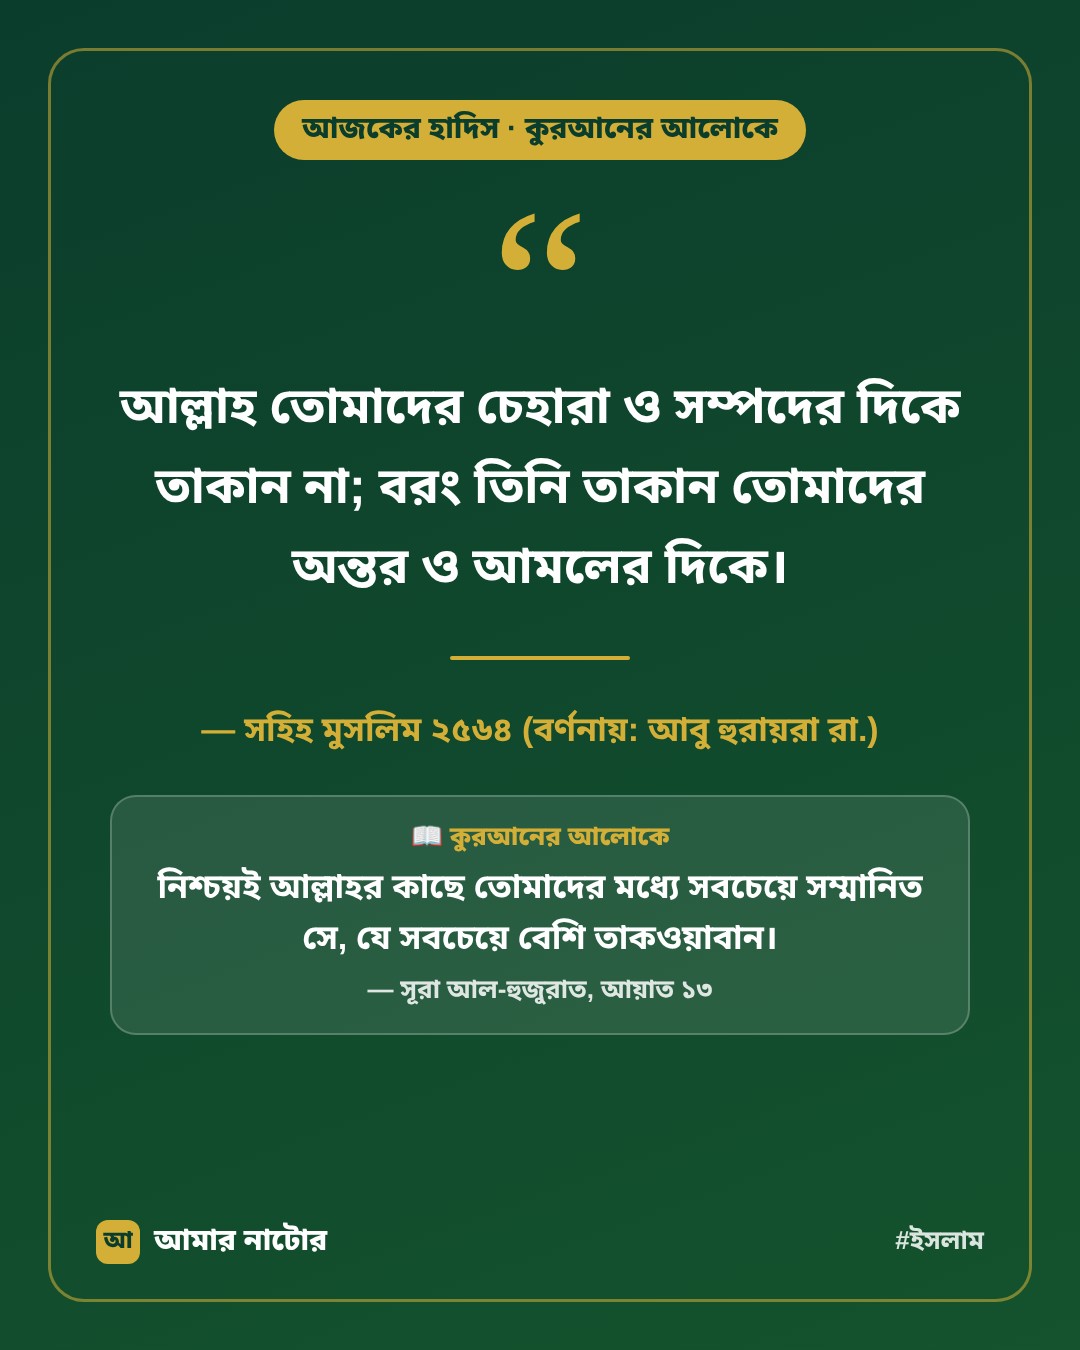 আজকের হাদিস · কুরআনের আলোকে
“
আল্লাহ তোমাদের চেহারা ও সম্পদের দিকে
তাকান না; বরং তিনি তাকান তোমাদের
অন্তর ও আমলের দিকে।
— সহিহ মুসলিম ২৫৬৪ (বর্ণনায়: আবু হুরায়রা রা.)
📖 কুরআনের আলোকে
নিশ্চয়ই আল্লাহর কাছে তোমাদের মধ্যে সবচেয়ে সম্মানিত
সে, যে সবচেয়ে বেশি তাকওয়াবান।
— সূরা আল-হুজুরাত, আয়াত ১৩
আ আমার নাটোর
#ইসলাম